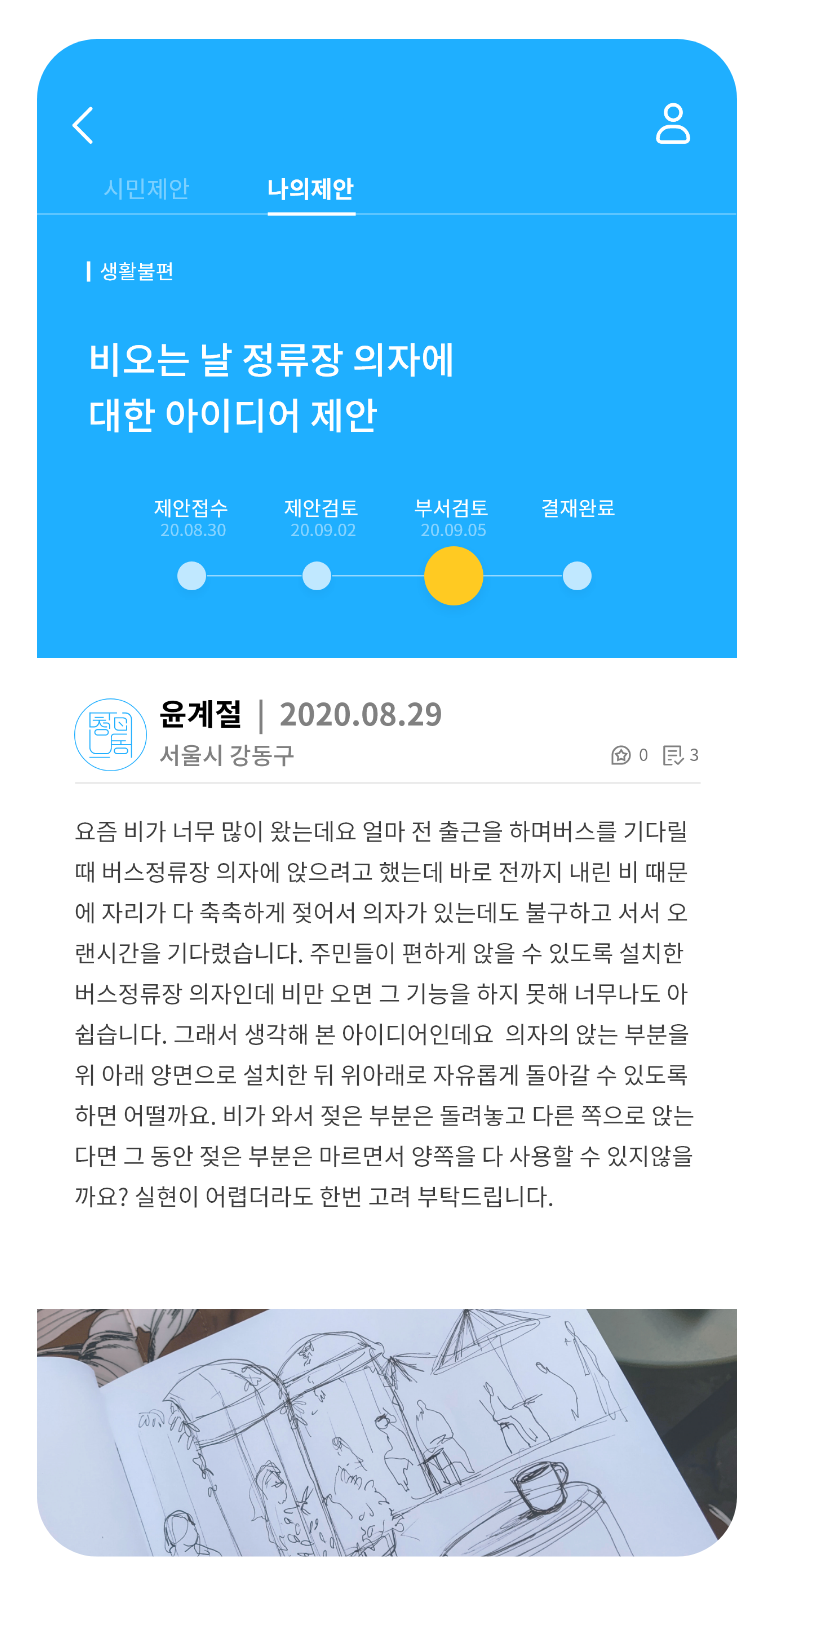 시민제안 나의제안
생활불편
비오는 날 정류장 의자에
대한 아이디어 제안
제안접수 제안검토 부서검토 결재완료
20.08.30 20.09.02 20.09.05
윤계절 | 2020.08.29
서울시 강동구 0 3
요즘 비가 너무 많이 왔는데요 얼마 전 출근을 하며버스를 기다릴
때 버스정류장 의자에 앉으려고 했는데 바로 전까지 내린 비 때문
에 자리가 다 축축하게 젖어서 의자가 있는데도 불구하고 서서 오
랜시간을 기다렸습니다. 주민들이 편하게 앉을 수 있도록 설치한
버스정류장 의자인데 비만 오면 그 기능을 하지 못해 너무나도 아
쉽습니다. 그래서 생각해 본 아이디어인데요 의자의 앉는 부분을
위 아래 양면으로 설치한 뒤 위아래로 자유롭게 돌아갈 수 있도록
하면 어떨까요. 비가 와서 젖은 부분은 돌려놓고 다른 쪽으로 앉는
다면 그 동안 젖은 부분은 마르면서 양쪽을 다 사용할 수 있지않을
까요? 실현이 어렵더라도 한번 고려 부탁드립니다.